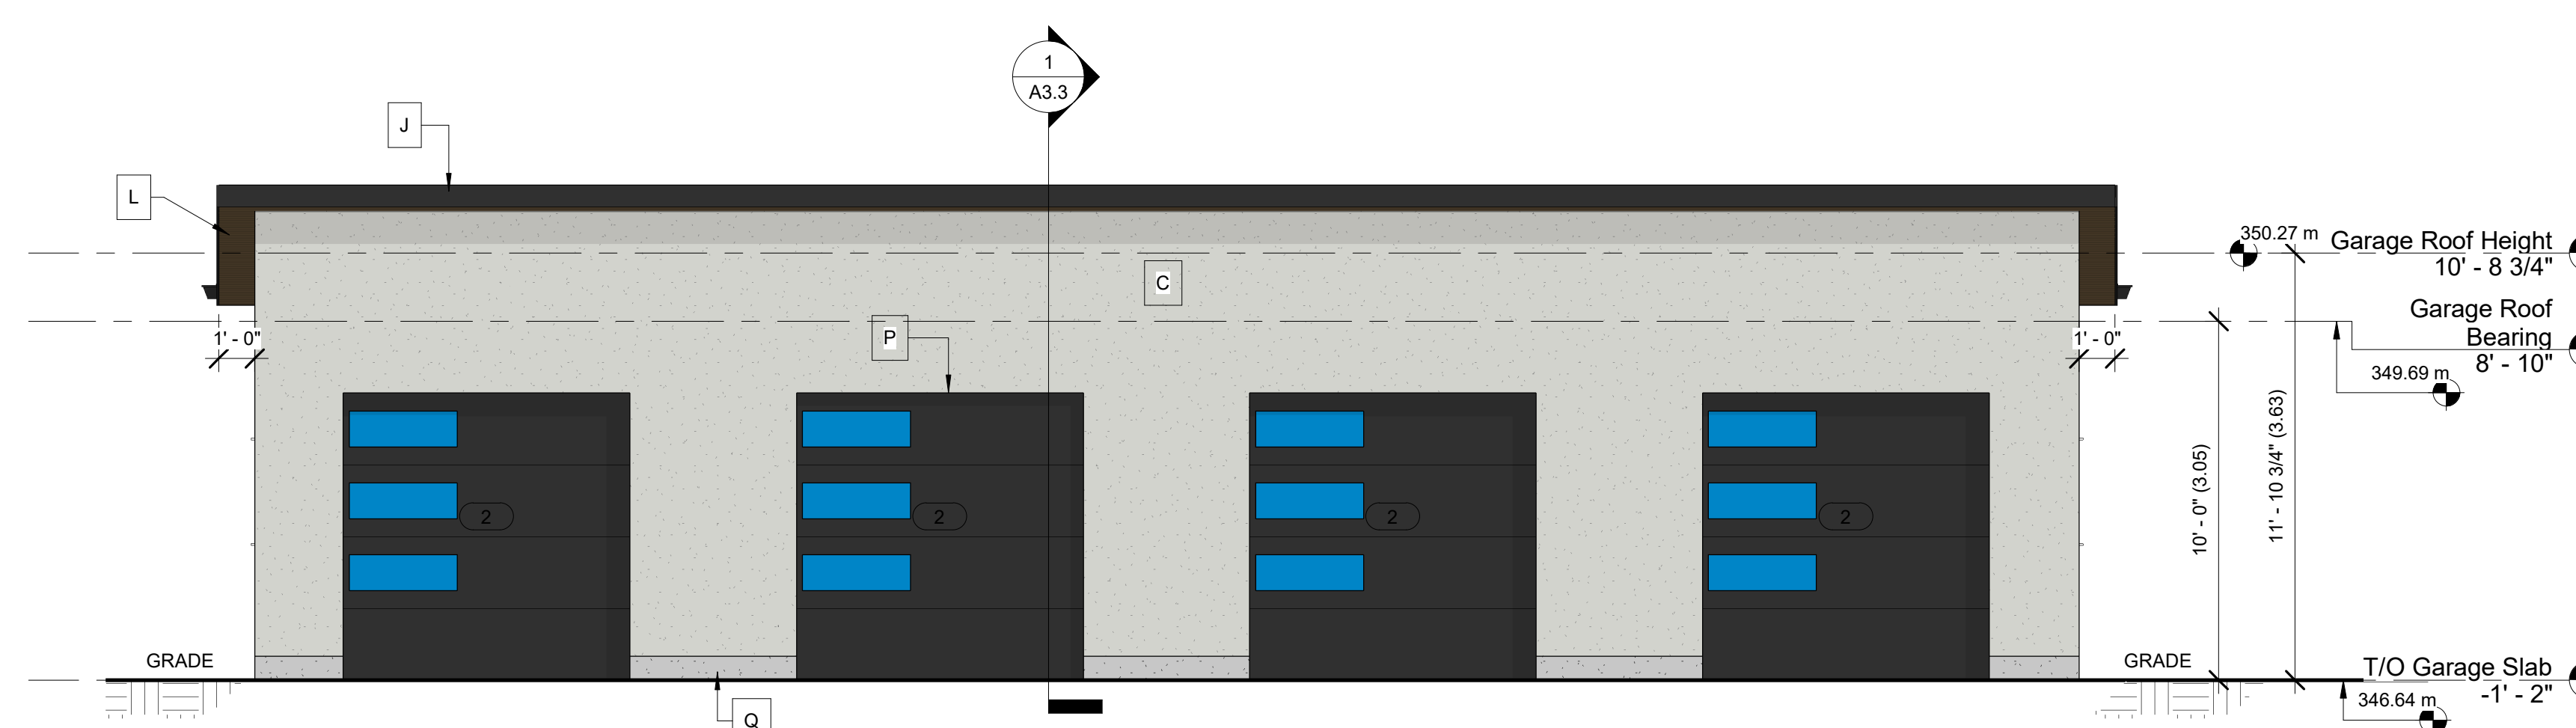 1
A3.3
J
L
350.27 m
Garage Roof Height
10' - 8 3/4"
C
Garage Roof
Bearing
8' - 10"
P
1' - 0"
1' - 0"
349.69 m
10' - 0" (3.05)
11' - 10 3/4" (3.63)
2
2
2
2
GRADE
GRADE
T/O Garage Slab
-1' - 2"
346.64 m
Q